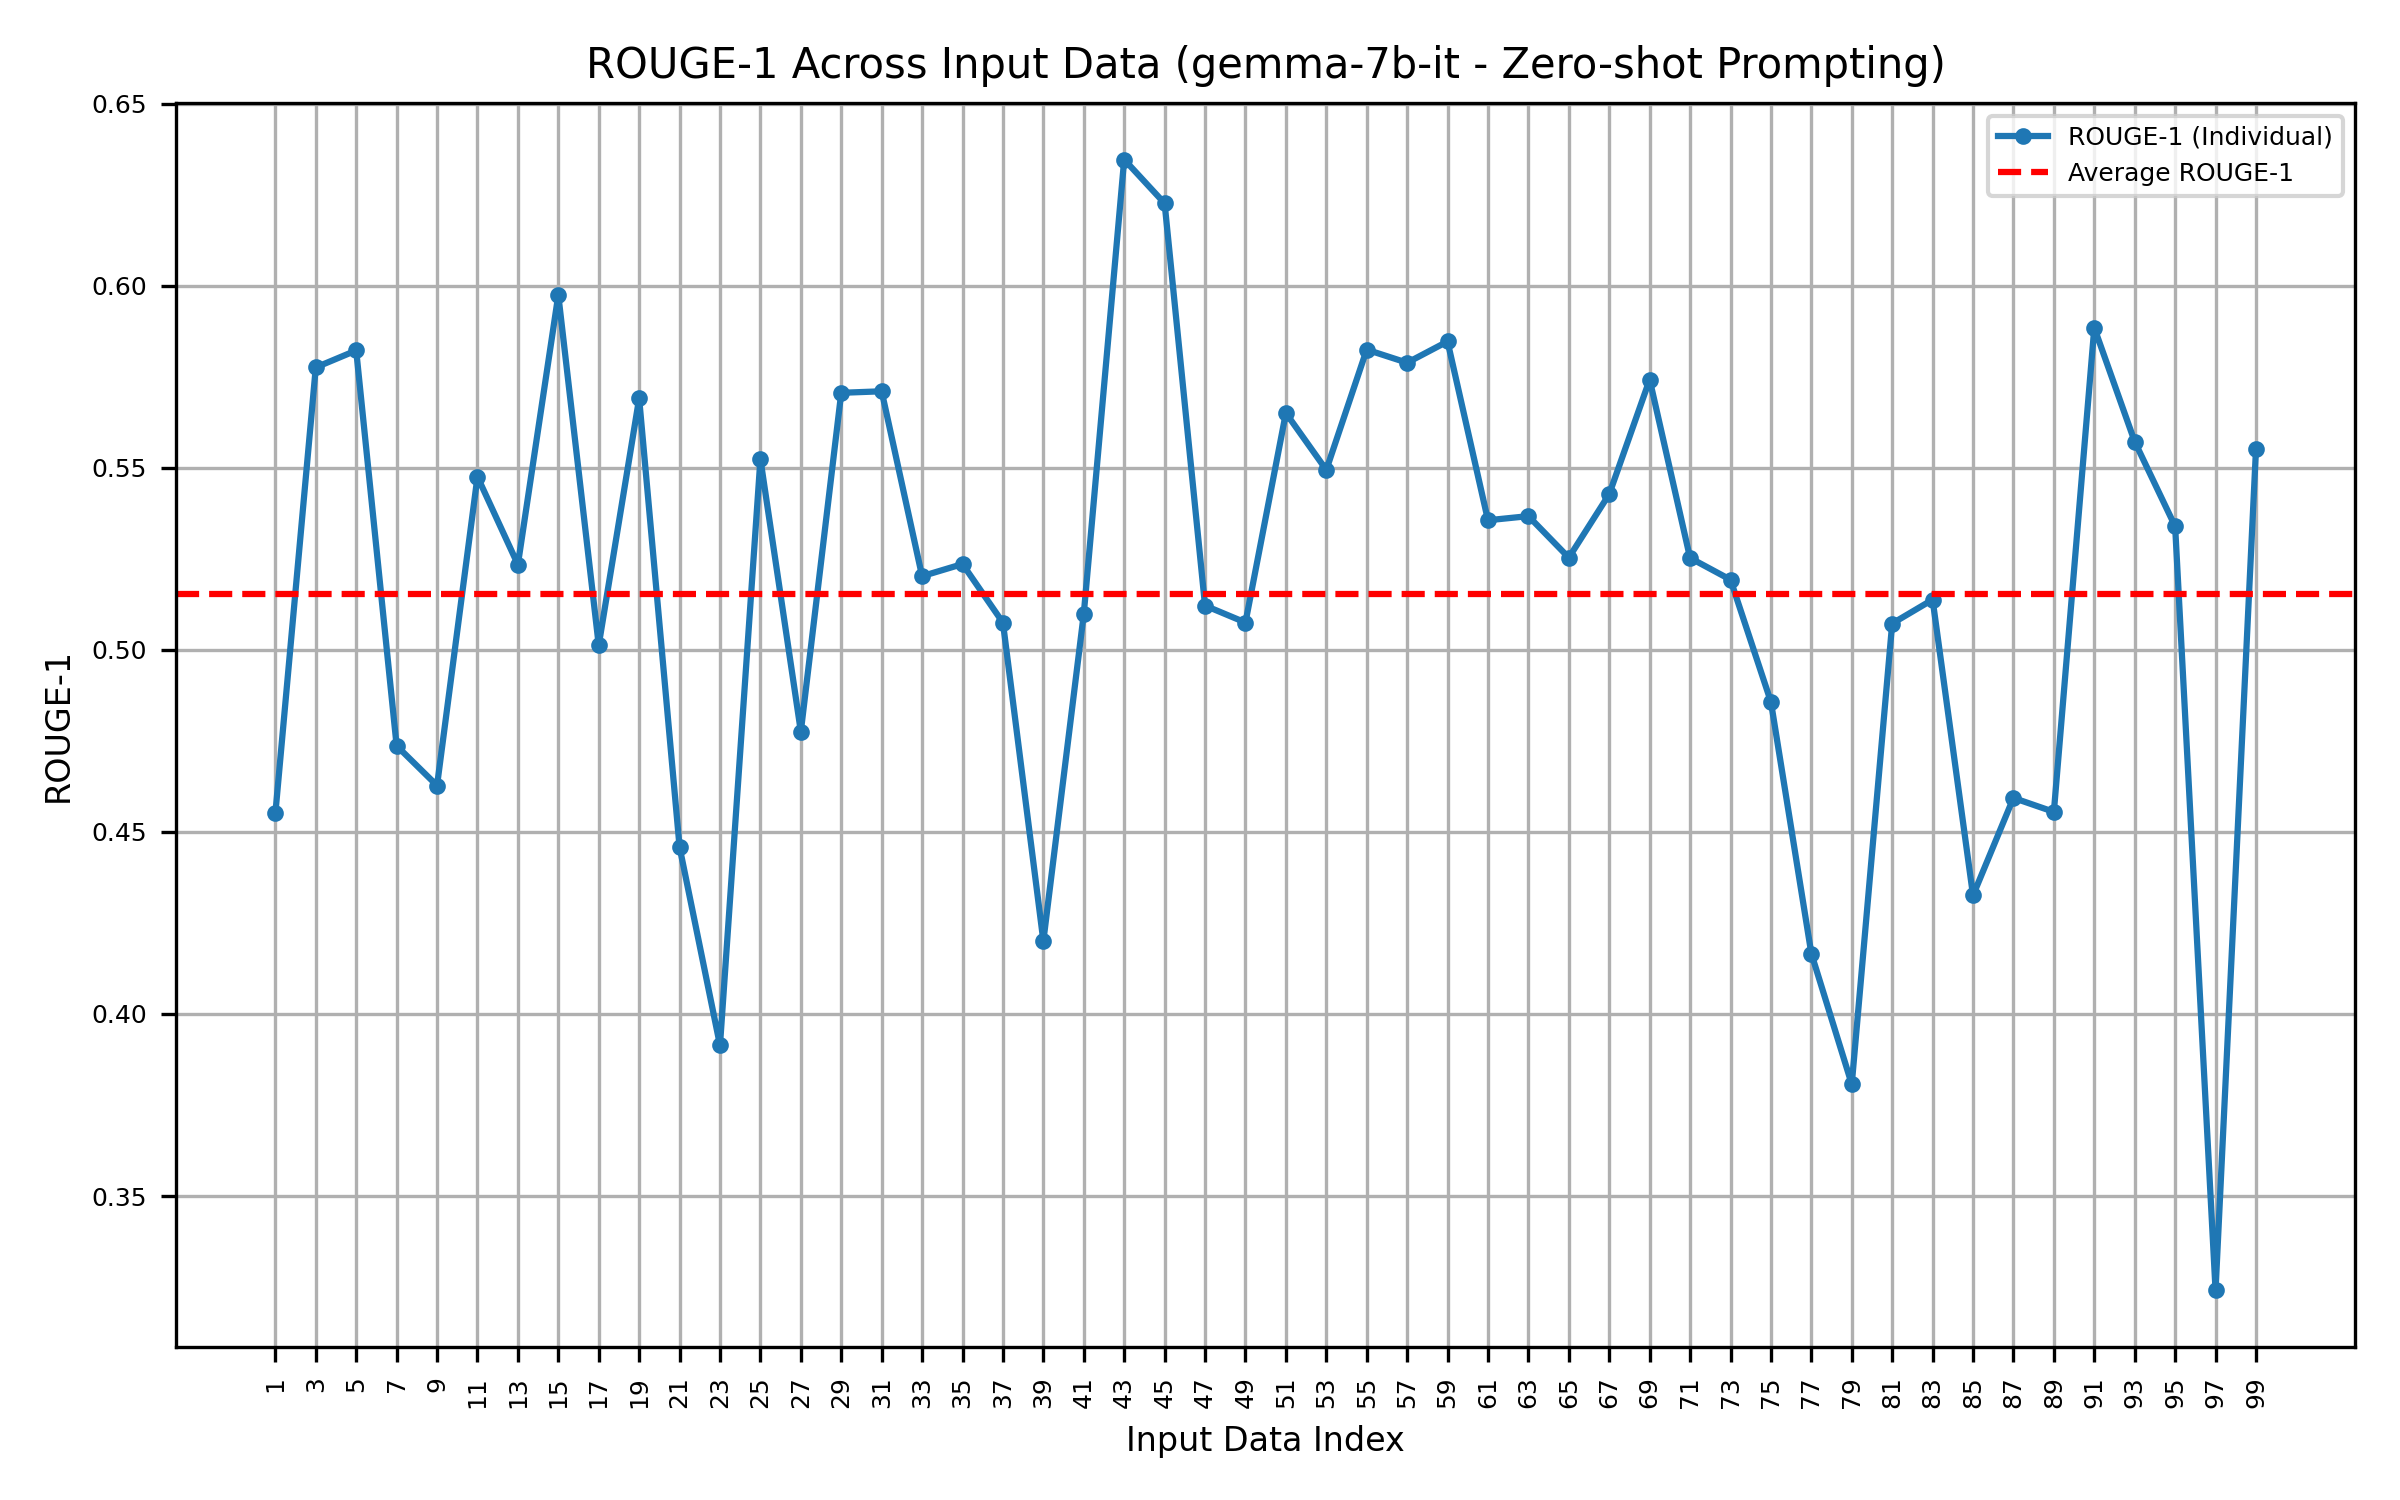 ROUGE-1 Across Input Data (gemma-7b-it - Zero-shot Prompting)
ROUGE-1 (Individual)
Average ROUGE-1
0.65
0.60
0.55
0.50
0.45
0.40
0.35
ROUGE-1
1 3 5 7 9 11 13 15 17 19 21 23 25 27 29 31 33 35 37 39 41 43 45 47 49 51 53 55 57 59 61 63 65 67 69 71 73 75 77 79 81 83 85 87 89 91 93 95 97 99
Input Data Index